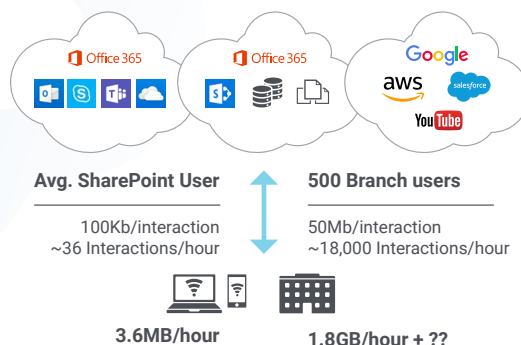 Office 365
Office 365
Google
aws
salesforce
YouTube
Avg. SharePoint User
100Kb/interaction
~36 Interactions/hour
3.6MB/hour
500 Branch users
50Mb/interaction
~18,000 Interactions/hour
1.8GB/hour + ??